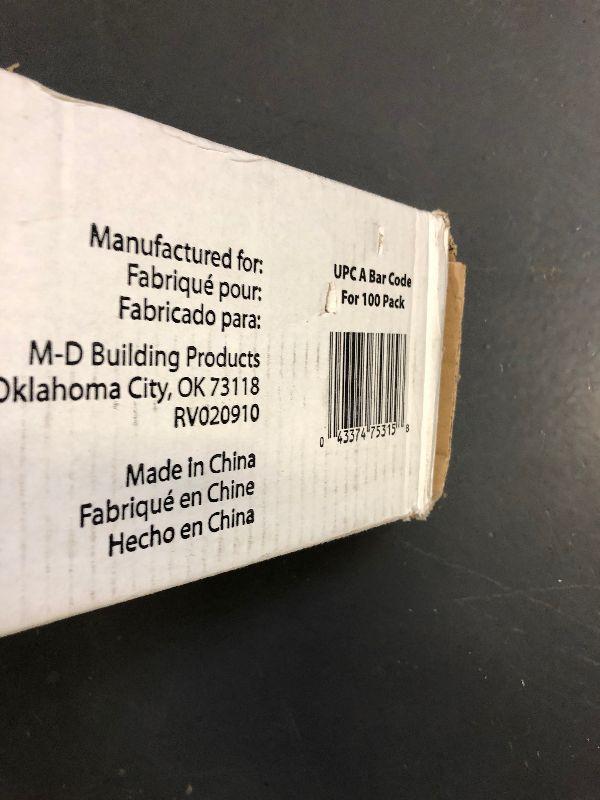 Manufactured for:
Fabriqué pour:
Fabricado para:
M-D Building Products
Oklahoma City, OK 73118
RV020910
Made in China
Fabriqué en Chine
Hecho en China
UPC A Bar Code
For 100 Pack
0 43374 75315 8